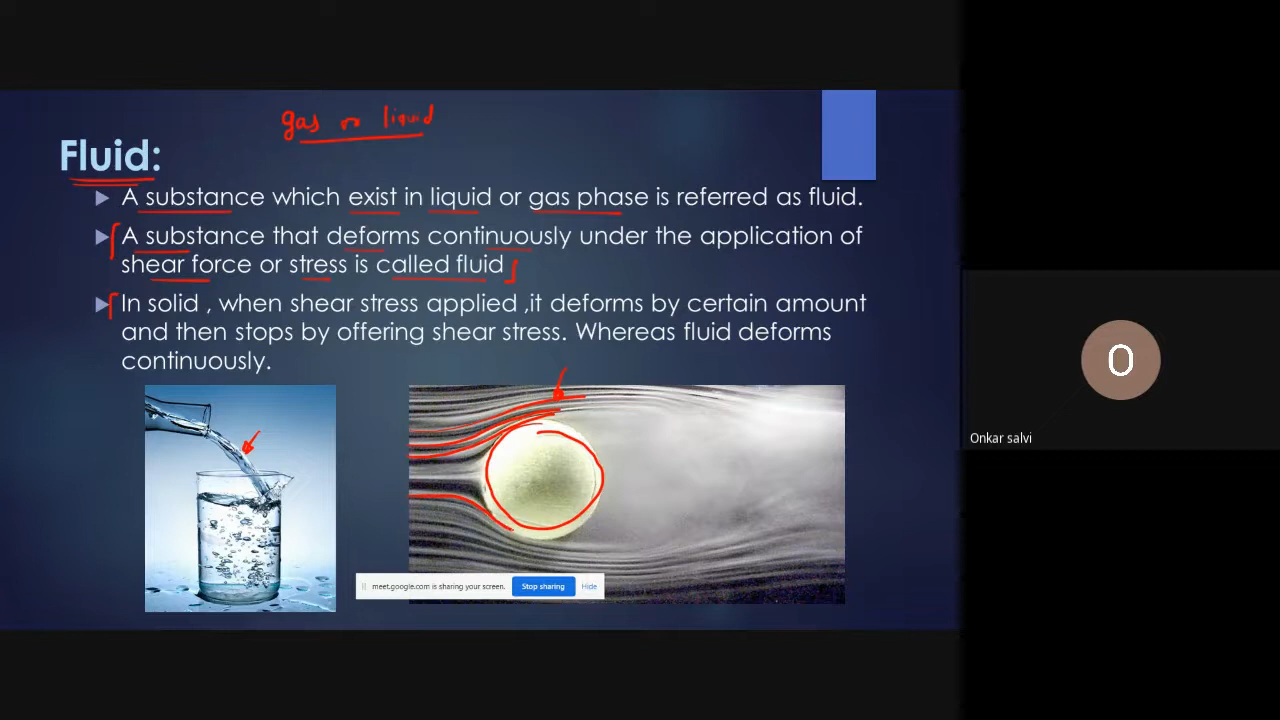 gas or liquid
Fluid:
A substance which exist in liquid or gas phase is referred as fluid.
A substance that deforms continuously under the application of
shear force or stress is called fluid
In solid , when shear stress applied ,it deforms by certain amount
and then stops by offering shear stress. Whereas fluid deforms
continuously.
meet.google.com is sharing your screen. Stop sharing Hide
O
Onkar salvi